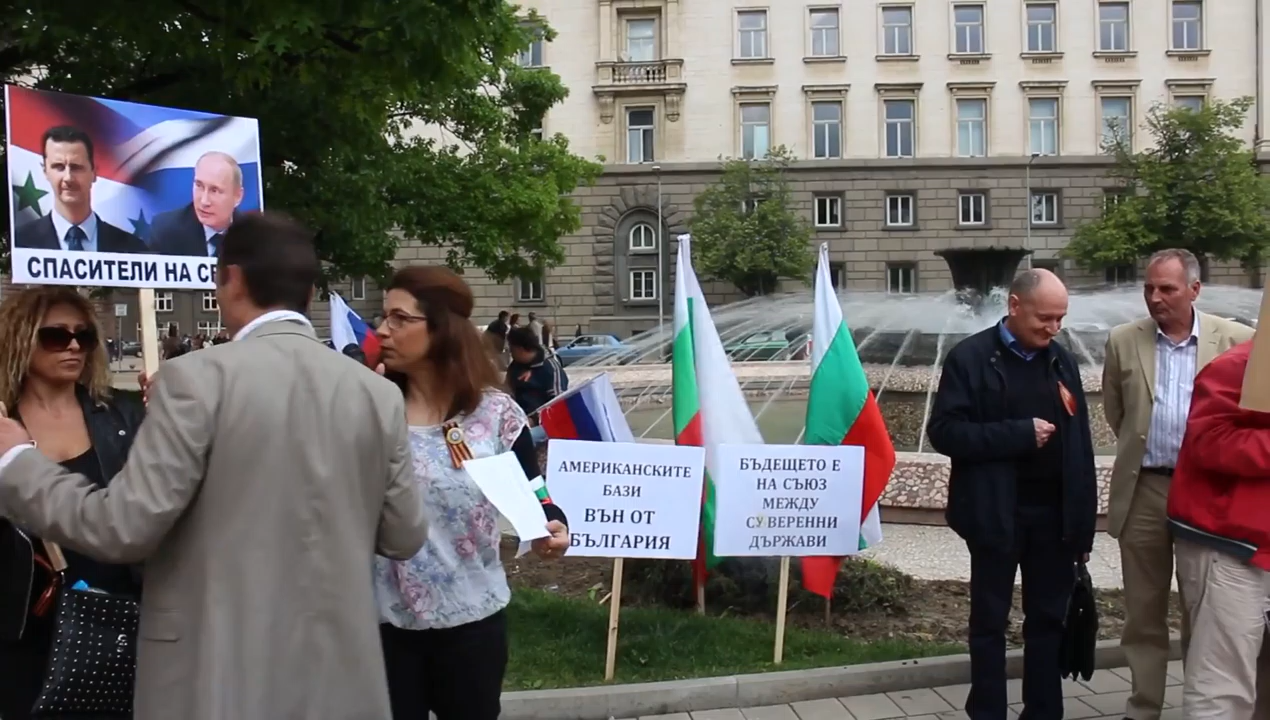 СПАСИТЕЛИ НА
АМЕРИКАНСКИТЕ
БАЗИ
ВЪН ОТ
БЪЛГАРИЯ
БЪДЕЩЕТО Е
НА СЪЮЗ
МЕЖДУ
СУВЕРЕННИ
ДЪРЖАВИ